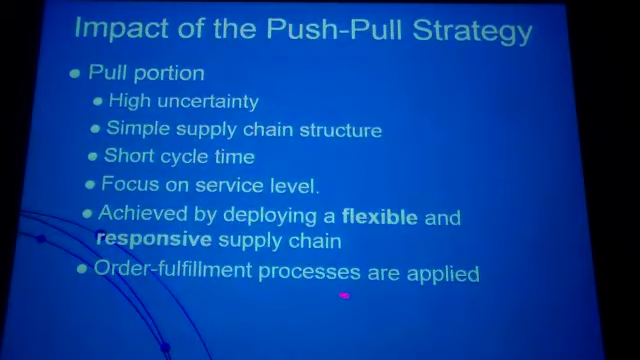 Impact of the Push-Pull Strategy
• Pull portion
• High uncertainty
• Simple supply chain structure
• Short cycle time
• Focus on service level.
• Achieved by deploying a flexible and
responsive supply chain
• Order-fulfillment processes are applied